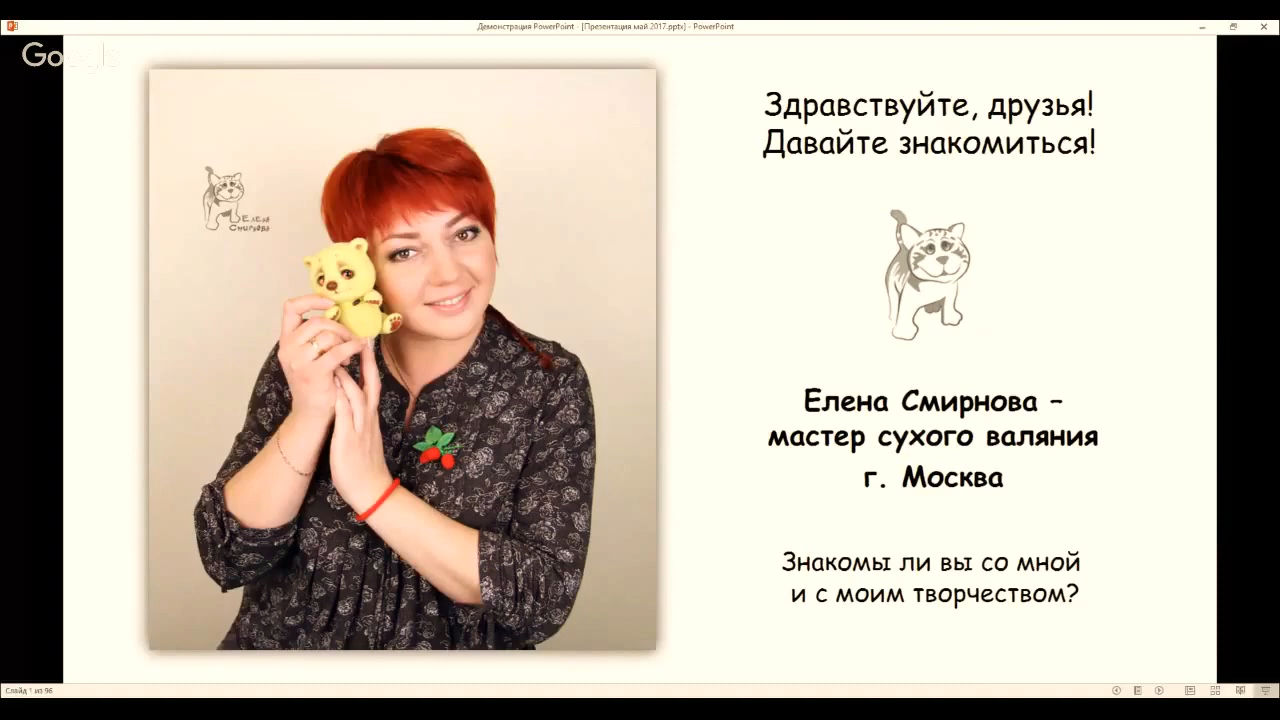 Демонстрация PowerPoint - [Презентация май 2017.pptx] - PowerPoint
Google
Здравствуйте, друзья!
Давайте знакомиться!
Елена
Смирнова
Елена Смирнова –
мастер сухого валяния
г. Москва
Знакомы ли вы со мной
и с моим творчеством?
Слайд 1 из 96